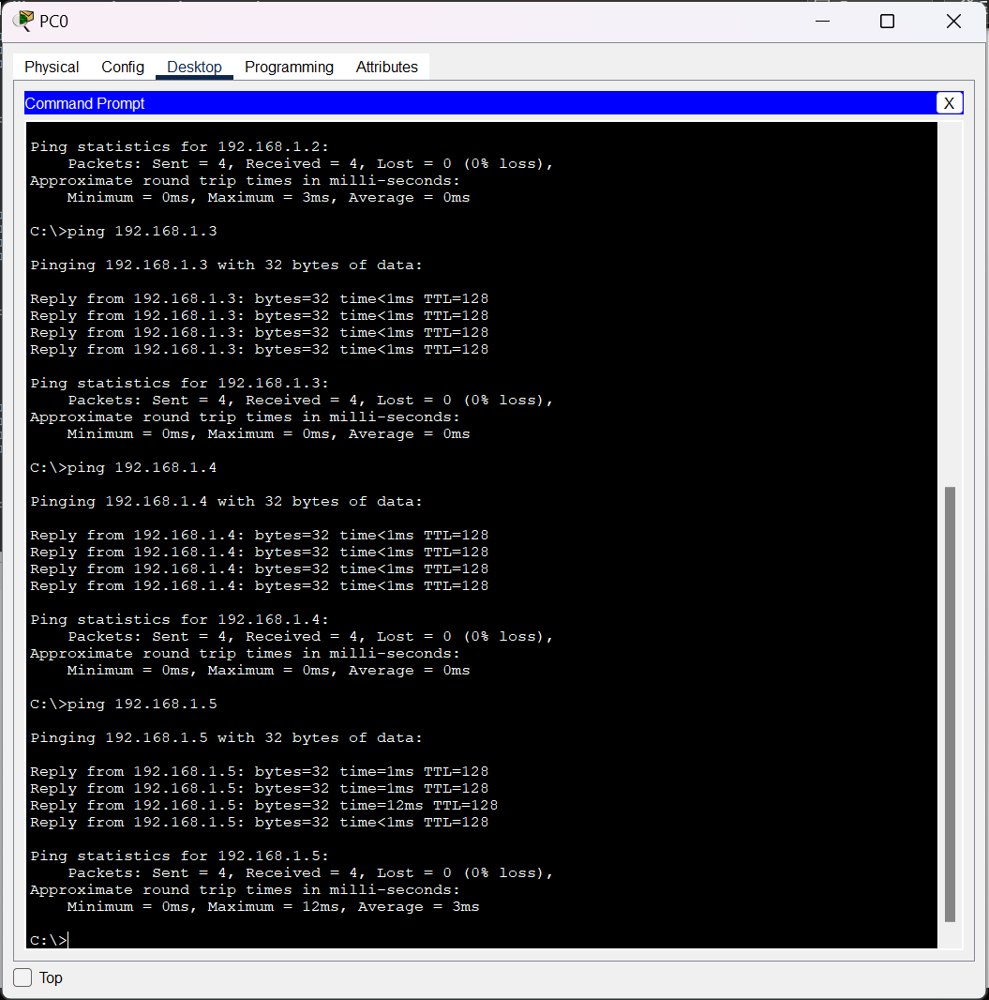 PC0
Physical Config Desktop Programming Attributes
Command Prompt X
Ping statistics for 192.168.1.2:
    Packets: Sent = 4, Received = 4, Lost = 0 (0% loss),
Approximate round trip times in milli-seconds:
    Minimum = 0ms, Maximum = 3ms, Average = 0ms
C:\>ping 192.168.1.3
Pinging 192.168.1.3 with 32 bytes of data:
Reply from 192.168.1.3: bytes=32 time<1ms TTL=128
Reply from 192.168.1.3: bytes=32 time<1ms TTL=128
Reply from 192.168.1.3: bytes=32 time<1ms TTL=128
Reply from 192.168.1.3: bytes=32 time<1ms TTL=128
Ping statistics for 192.168.1.3:
    Packets: Sent = 4, Received = 4, Lost = 0 (0% loss),
Approximate round trip times in milli-seconds:
    Minimum = 0ms, Maximum = 0ms, Average = 0ms
C:\>ping 192.168.1.4
Pinging 192.168.1.4 with 32 bytes of data:
Reply from 192.168.1.4: bytes=32 time<1ms TTL=128
Reply from 192.168.1.4: bytes=32 time<1ms TTL=128
Reply from 192.168.1.4: bytes=32 time<1ms TTL=128
Reply from 192.168.1.4: bytes=32 time<1ms TTL=128
Ping statistics for 192.168.1.4:
    Packets: Sent = 4, Received = 4, Lost = 0 (0% loss),
Approximate round trip times in milli-seconds:
    Minimum = 0ms, Maximum = 0ms, Average = 0ms
C:\>ping 192.168.1.5
Pinging 192.168.1.5 with 32 bytes of data:
Reply from 192.168.1.5: bytes=32 time=1ms TTL=128
Reply from 192.168.1.5: bytes=32 time=1ms TTL=128
Reply from 192.168.1.5: bytes=32 time=12ms TTL=128
Reply from 192.168.1.5: bytes=32 time<1ms TTL=128
Ping statistics for 192.168.1.5:
    Packets: Sent = 4, Received = 4, Lost = 0 (0% loss),
Approximate round trip times in milli-seconds:
    Minimum = 0ms, Maximum = 12ms, Average = 3ms
C:\>
Top